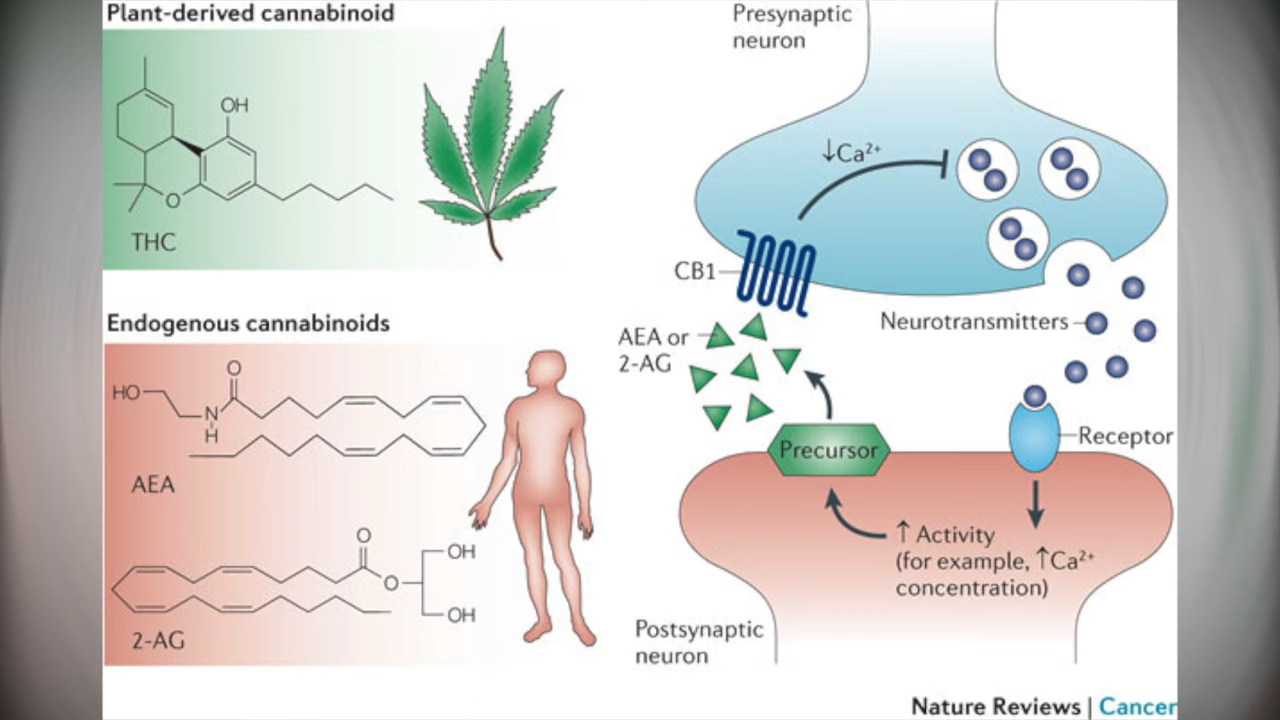 Plant-derived cannabinoid
OH
O
THC
Endogenous cannabinoids
O
HO
N
H
AEA
O
OH
O
OH
2-AG
Presynaptic
neuron
↓Ca²⁺
CB1
AEA or
2-AG
Neurotransmitters
Precursor
Receptor
↑ Activity
(for example, ↑Ca²⁺
concentration)
Postsynaptic
neuron
Nature Reviews | Cancer